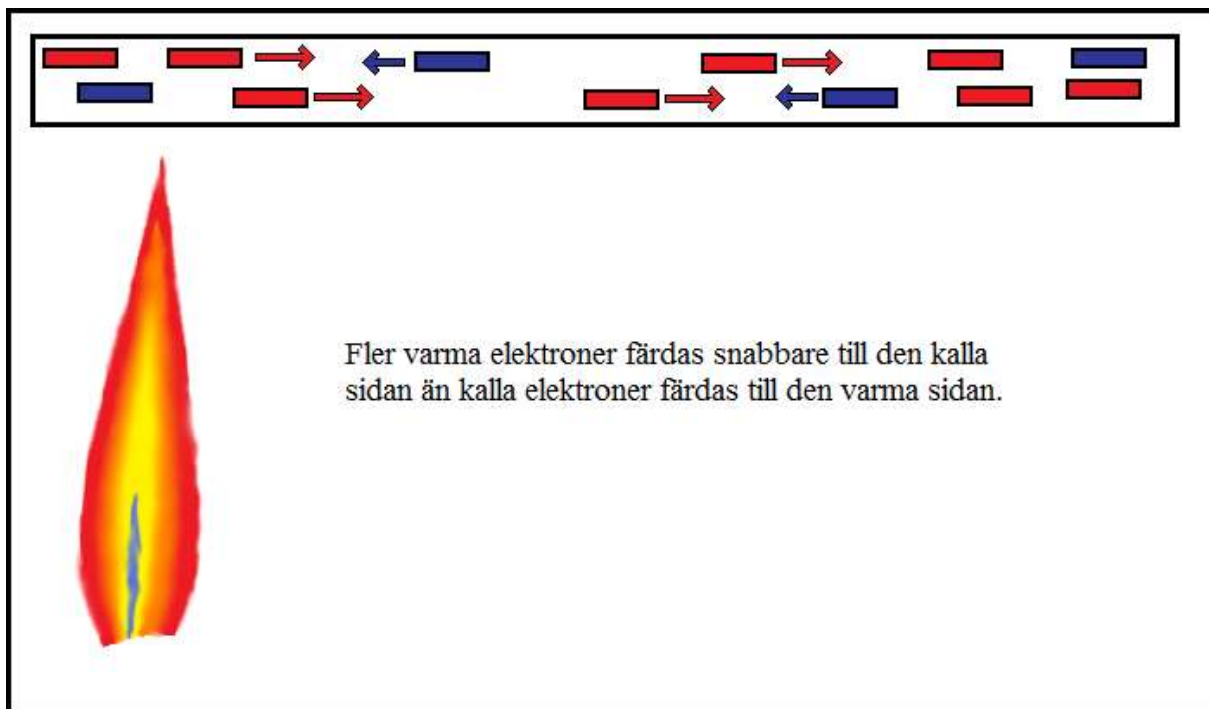 Fler varma elektroner färdas snabbare till den kalla
sidan än kalla elektroner färdas till den varma sidan.